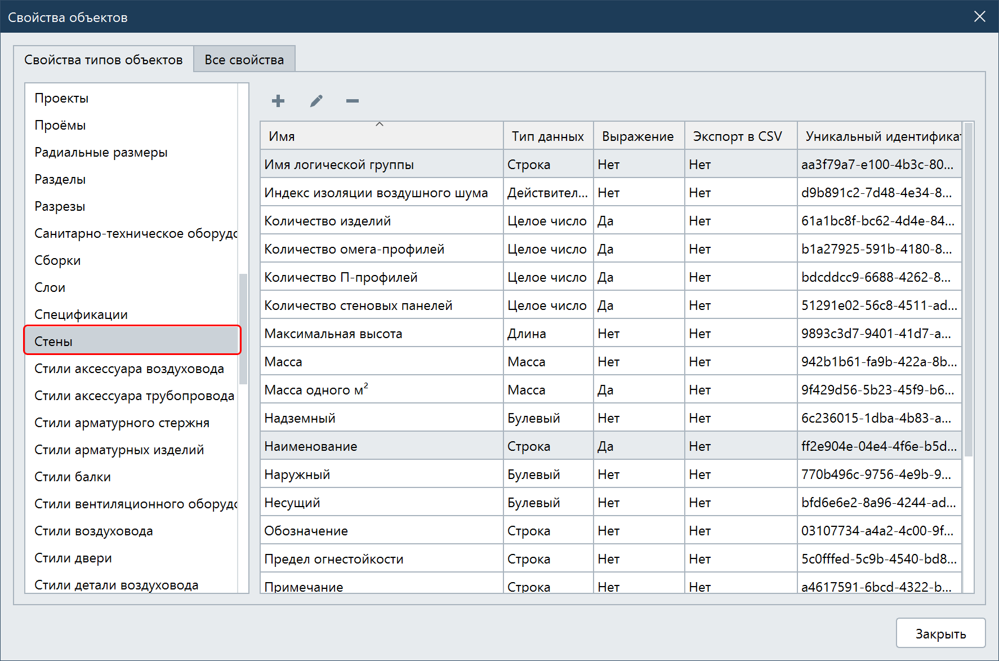 Свойства объектов
Свойства типов объектов
Все свойства
Проекты
Проёмы
Радиальные размеры
Разделы
Разрезы
Санитарно-техническое оборудо
Сборки
Слои
Спецификации
Стены
Стили аксессуара воздуховода
Стили аксессуара трубопровода
Стили арматурного стержня
Стили арматурных изделий
Стили балки
Стили вентиляционного оборудо
Стили воздуховода
Стили двери
Стили детали воздуховода
Имя Тип данных Выражение Экспорт в CSV Уникальный идентификат
Имя логической группы Строка Нет Нет aa3f79a7-e100-4b3c-80...
Индекс изоляции воздушного шума Действител... Нет Нет d9b891c2-7d48-4e34-8...
Количество изделий Целое число Да Нет 61a1bc8f-bc62-4d4e-84...
Количество омега-профилей Целое число Да Нет b1a27925-591b-4180-8...
Количество П-профилей Целое число Да Нет bdcddcc9-6688-4262-8...
Количество стеновых панелей Целое число Да Нет 51291e02-56c8-4511-ad...
Максимальная высота Длина Нет Нет 9893c3d7-9401-41d7-a...
Масса Масса Нет Нет 942b1b61-fa9b-422a-8b...
Масса одного м² Масса Да Нет 9f429d56-5b23-45f9-b6...
Надземный Булевый Нет Нет 6c236015-1dba-4b83-a...
Наименование Строка Да Нет ff2e904e-04e4-4f6e-b5d...
Наружный Булевый Нет Нет 770b496c-9756-4e9b-9...
Несущий Булевый Нет Нет bfd6e6e2-8a96-4244-ad...
Обозначение Строка Нет Нет 03107734-a4a2-4c00-9f...
Предел огнестойкости Строка Нет Нет 5c0fffed-5c9b-4540-bd8...
Примечание Строка Нет Нет a4617591-6bcd-4322-b...
Закрыть